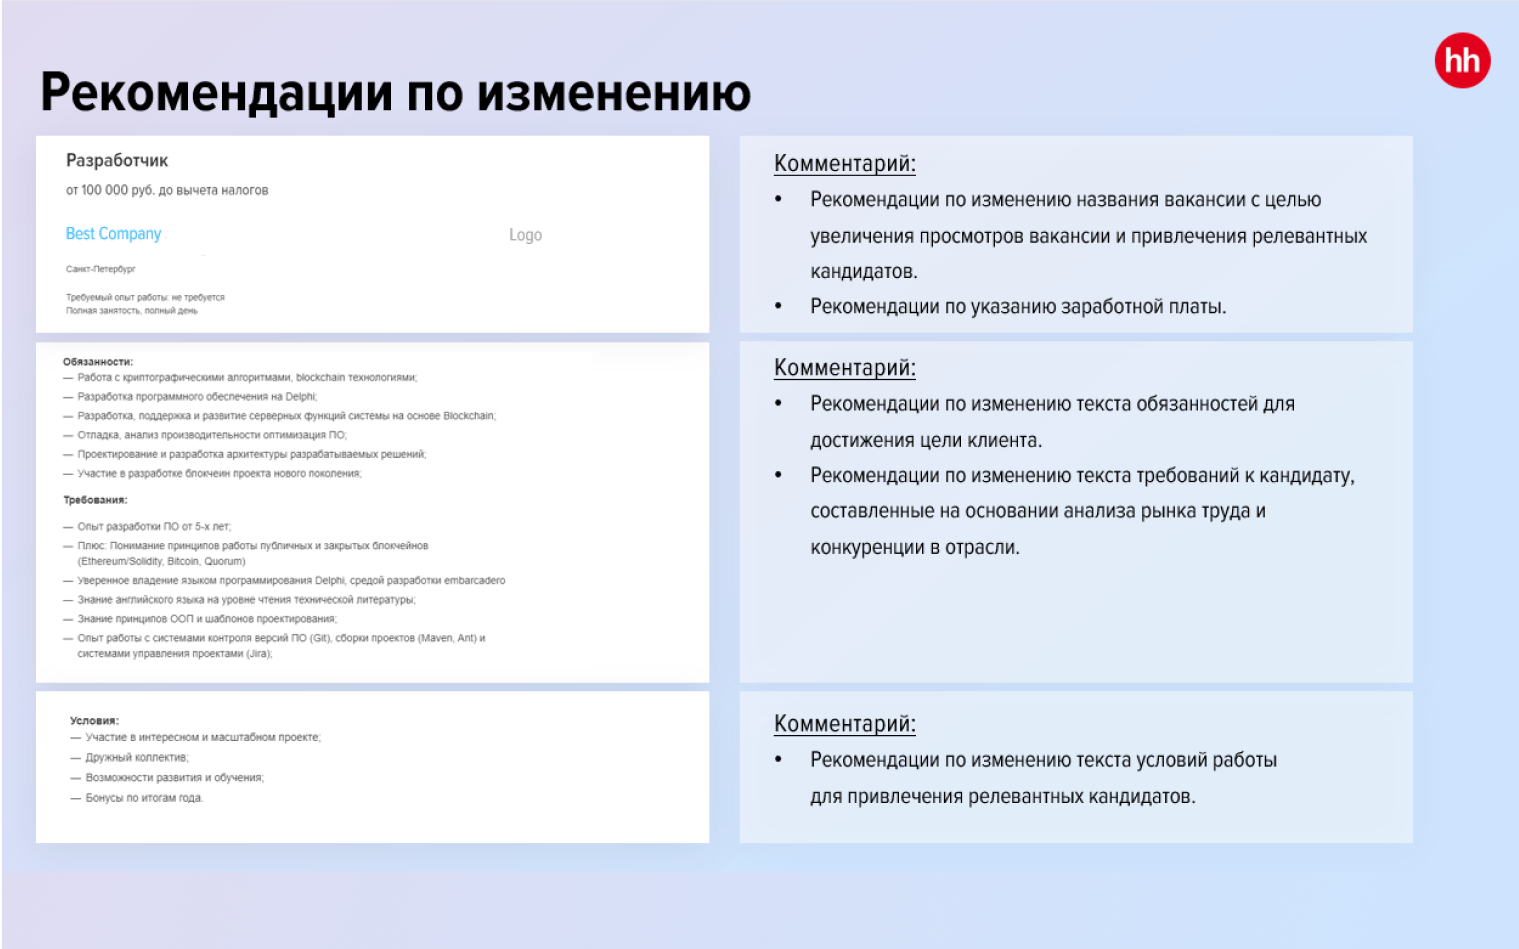 hh
Рекомендации по изменению
Разработчик
от 100 000 руб. до вычета налогов
Best Company
Logo
Санкт-Петербург
Требуемый опыт работы: не требуется
Полная занятость, полный день
Комментарий:
• Рекомендации по изменению названия вакансии с целью
увеличения просмотров вакансии и привлечения релевантных
кандидатов.
• Рекомендации по указанию заработной платы.
Обязанности:
— Работа с криптографическими алгоритмами, blockchain технологиями;
— Разработка программного обеспечения на Delphi;
— Разработка, поддержка и развитие серверных функций системы на основе Blockchain;
— Отладка, анализ производительности оптимизация ПО;
— Проектирование и разработка архитектуры разрабатываемых решений;
— Участие в разработке блокчеин проекта нового поколения;
Требования:
— Опыт разработки ПО от 5-х лет;
— Плюс: Понимание принципов работы публичных и закрытых блокчейнов
(Ethereum/Solidity, Bitcoin, Quorum)
— Уверенное владение языком программирования Delphi, средой разработки embarcadero
— Знание английского языка на уровне чтения технической литературы;
— Знание принципов ООП и шаблонов проектирования;
— Опыт работы с системами контроля версий ПО (Git), сборки проектов (Maven, Ant) и
системами управления проектами (Jira);
Комментарий:
• Рекомендации по изменению текста обязанностей для
достижения цели клиента.
• Рекомендации по изменению текста требований к кандидату,
составленные на основании анализа рынка труда и
конкуренции в отрасли.
Условия:
— Участие в интересном и масштабном проекте;
— Дружный коллектив;
— Возможности развития и обучения;
— Бонусы по итогам года.
Комментарий:
• Рекомендации по изменению текста условий работы
для привлечения релевантных кандидатов.